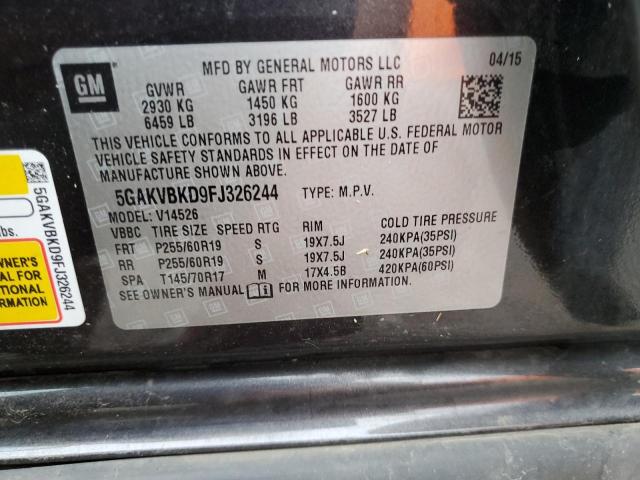 GM
MFD BY GENERAL MOTORS LLC 04/15
GVWR GAWR FRT GAWR RR
2930 KG 1450 KG 1600 KG
6459 LB 3196 LB 3527 LB
THIS VEHICLE CONFORMS TO ALL APPLICABLE U.S. FEDERAL MOTOR
VEHICLE SAFETY STANDARDS IN EFFECT ON THE DATE OF
MANUFACTURE SHOWN ABOVE.
5GAKVBKD9FJ326244 TYPE: M.P.V.
MODEL: V14526
VBBC TIRE SIZE SPEED RTG RIM COLD TIRE PRESSURE
FRT P255/60R19 S 19X7.5J 240KPA(35PSI)
RR P255/60R19 S 19X7.5J 240KPA(35PSI)
SPA T145/70R17 M 17X4.5B 420KPA(60PSI)
SEE OWNER'S MANUAL FOR MORE INFORMATION.
5GAKVBKD9FJ326244
lbs.
OWNER'S
AL FOR
TIONAL